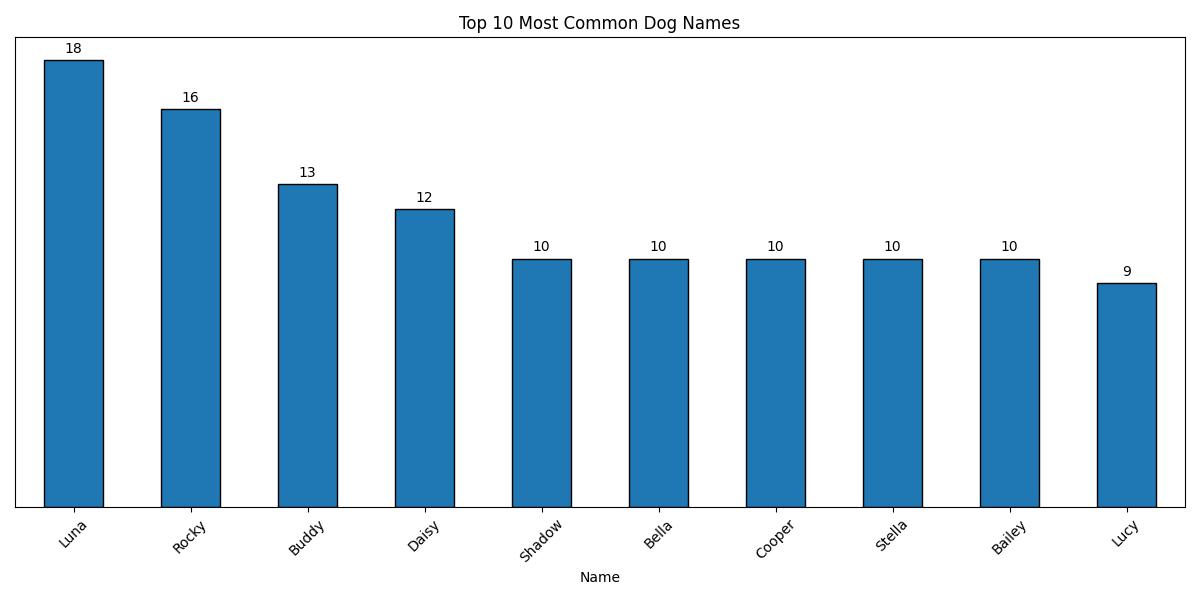 Top 10 Most Common Dog Names
18
16
13
12
10
10
10
10
10
9
Luna
Rocky
Buddy
Daisy
Shadow
Bella
Cooper
Stella
Bailey
Lucy
Name